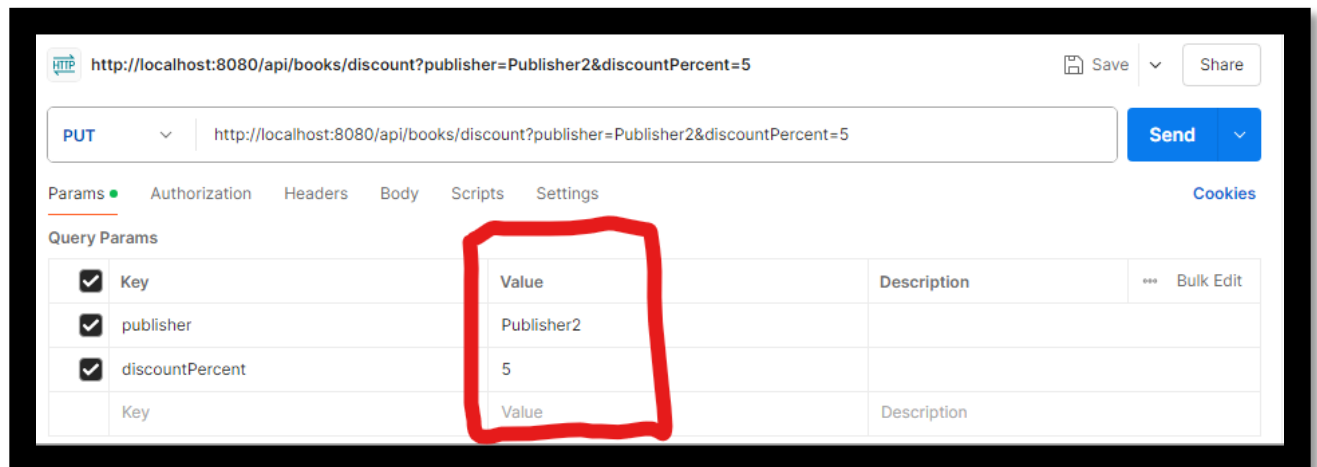 HTTP http://localhost:8080/api/books/discount?publisher=Publisher2&discountPercent=5 Save Share
PUT http://localhost:8080/api/books/discount?publisher=Publisher2&discountPercent=5 Send
Params Authorization Headers Body Scripts Settings Cookies
Query Params
Key Value Description Bulk Edit
publisher Publisher2
discountPercent 5
Key Value Description